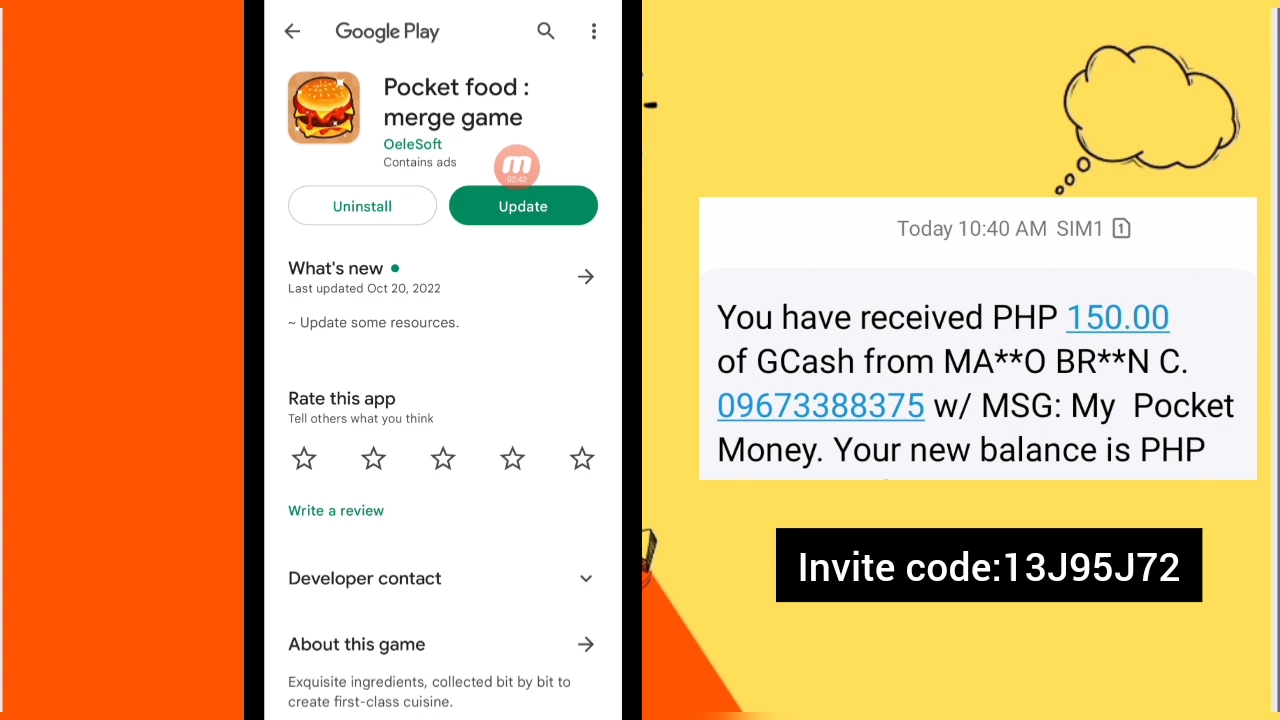 Google Play
Pocket food :
merge game
OeleSoft
Contains ads
02:47
Uninstall
Update
What's new
Last updated Oct 20, 2022
~ Update some resources.
Rate this app
Tell others what you think
Write a review
Developer contact
About this game
Exquisite ingredients, collected bit by bit to
create first-class cuisine.
Today 10:40 AM SIM1 1
You have received PHP 150.00
of GCash from MA**O BR**N C.
09673388375 w/ MSG: My Pocket
Money. Your new balance is PHP
Invite code:13J95J72